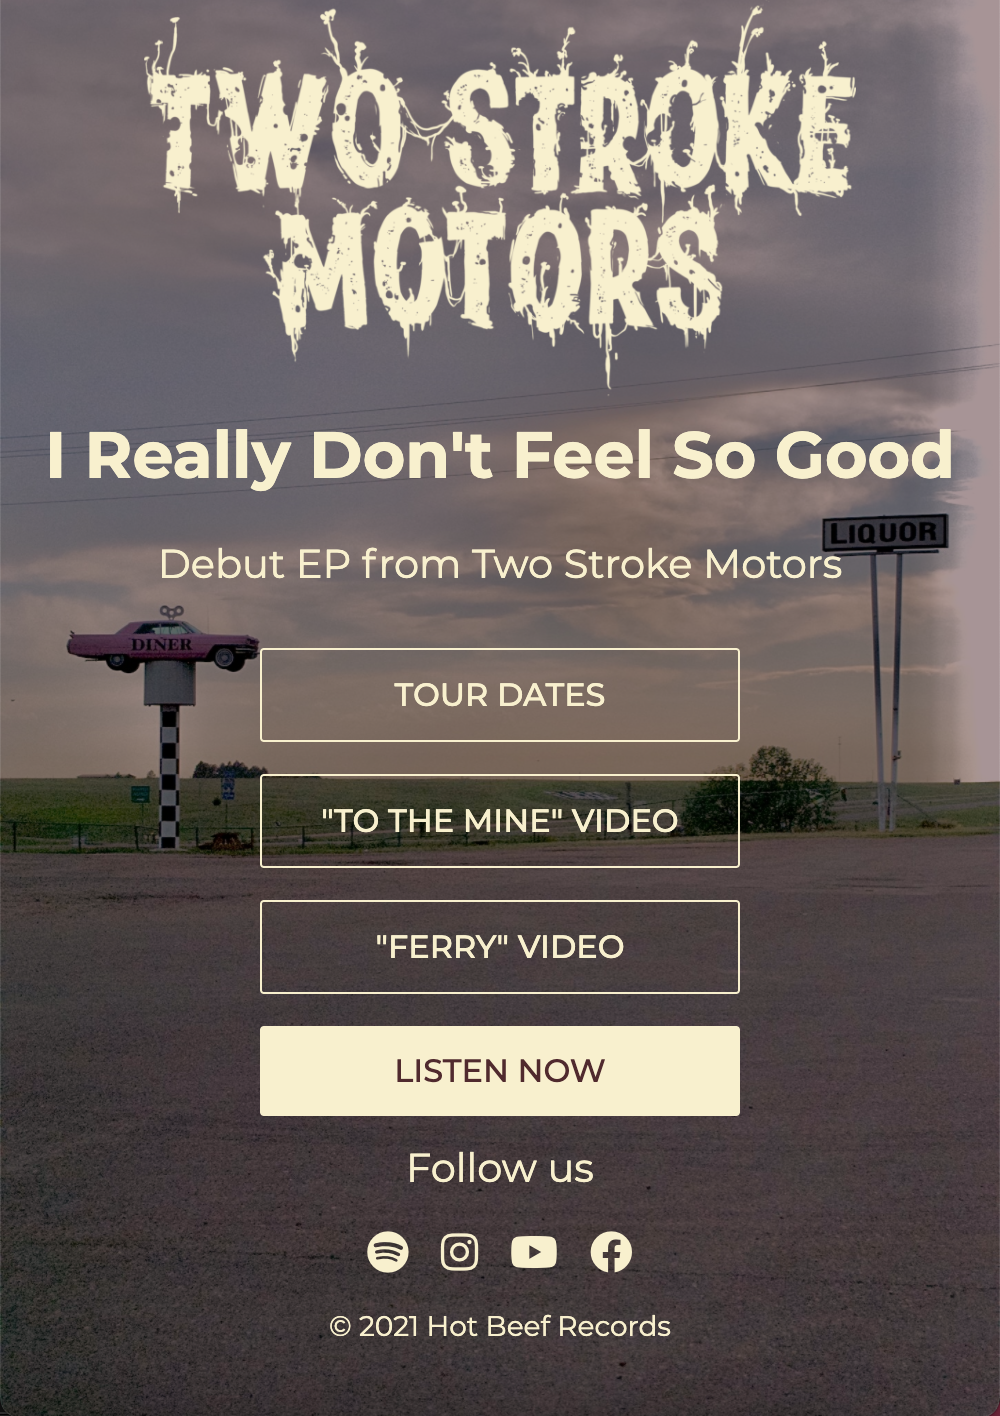 TWO STROKE
MOTORS
I Really Don't Feel So Good
LIQUOR
Debut EP from Two Stroke Motors
DINER
TOUR DATES
"TO THE MINE" VIDEO
"FERRY" VIDEO
LISTEN NOW
Follow us
© 2021 Hot Beef Records